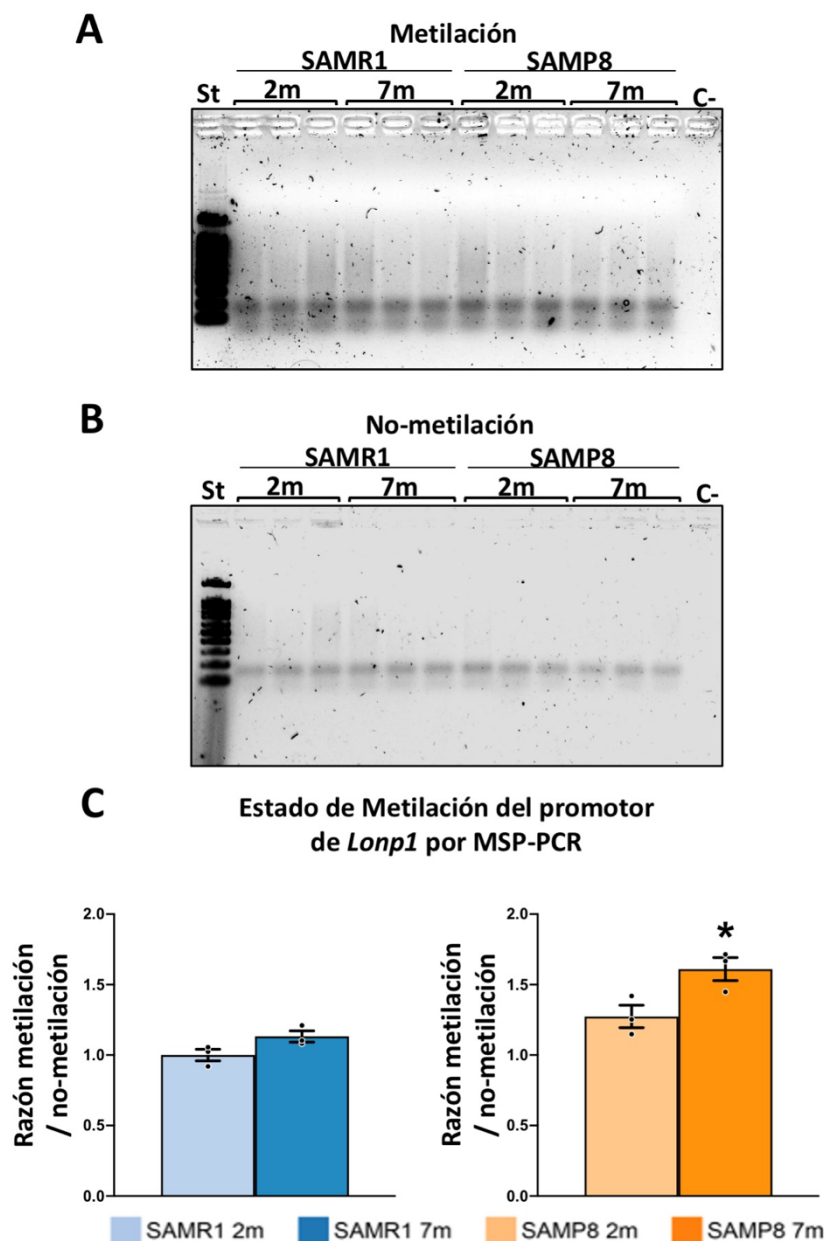 A
Metilación
SAMR1 SAMP8
St 2m 7m 2m 7m C-
B
No-metilación
SAMR1 SAMP8
St 2m 7m 2m 7m C-
C
Estado de Metilación del promotor
de Lonp1 por MSP-PCR
Razón metilación
/ no-metilación
2.0
1.5
1.0
0.5
0.0
Razón metilación
/ no-metilación
2.0
1.5
1.0
0.5
0.0
*
SAMR1 2m SAMR1 7m SAMP8 2m SAMP8 7m